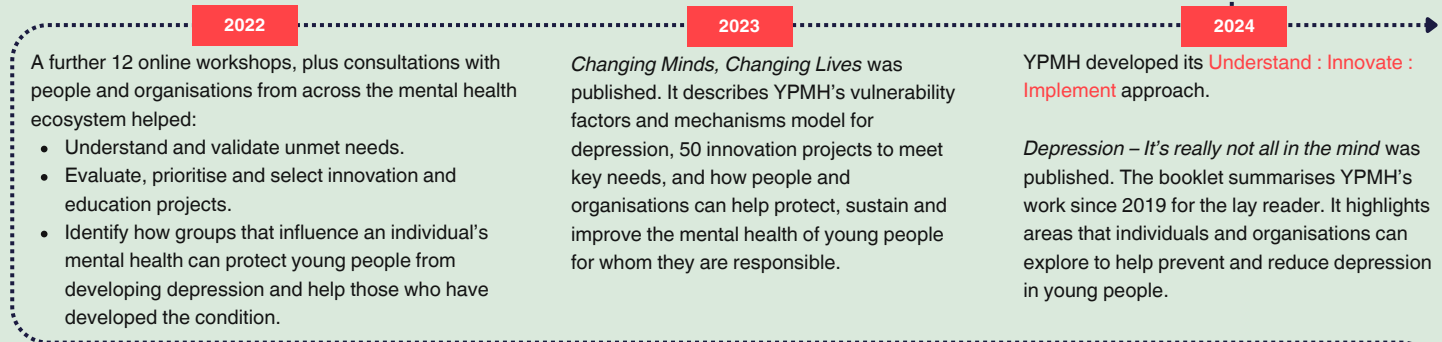 2022
A further 12 online workshops, plus consultations with
people and organisations from across the mental health
ecosystem helped:
• Understand and validate unmet needs.
• Evaluate, prioritise and select innovation and
education projects.
• Identify how groups that influence an individual’s
mental health can protect young people from
developing depression and help those who have
developed the condition.
2023
Changing Minds, Changing Lives was
published. It describes YPMH’s vulnerability
factors and mechanisms model for
depression, 50 innovation projects to meet
key needs, and how people and
organisations can help protect, sustain and
improve the mental health of young people
for whom they are responsible.
2024
YPMH developed its Understand : Innovate :
Implement approach.
Depression – It’s really not all in the mind was
published. The booklet summarises YPMH’s
work since 2019 for the lay reader. It highlights
areas that individuals and organisations can
explore to help prevent and reduce depression
in young people.